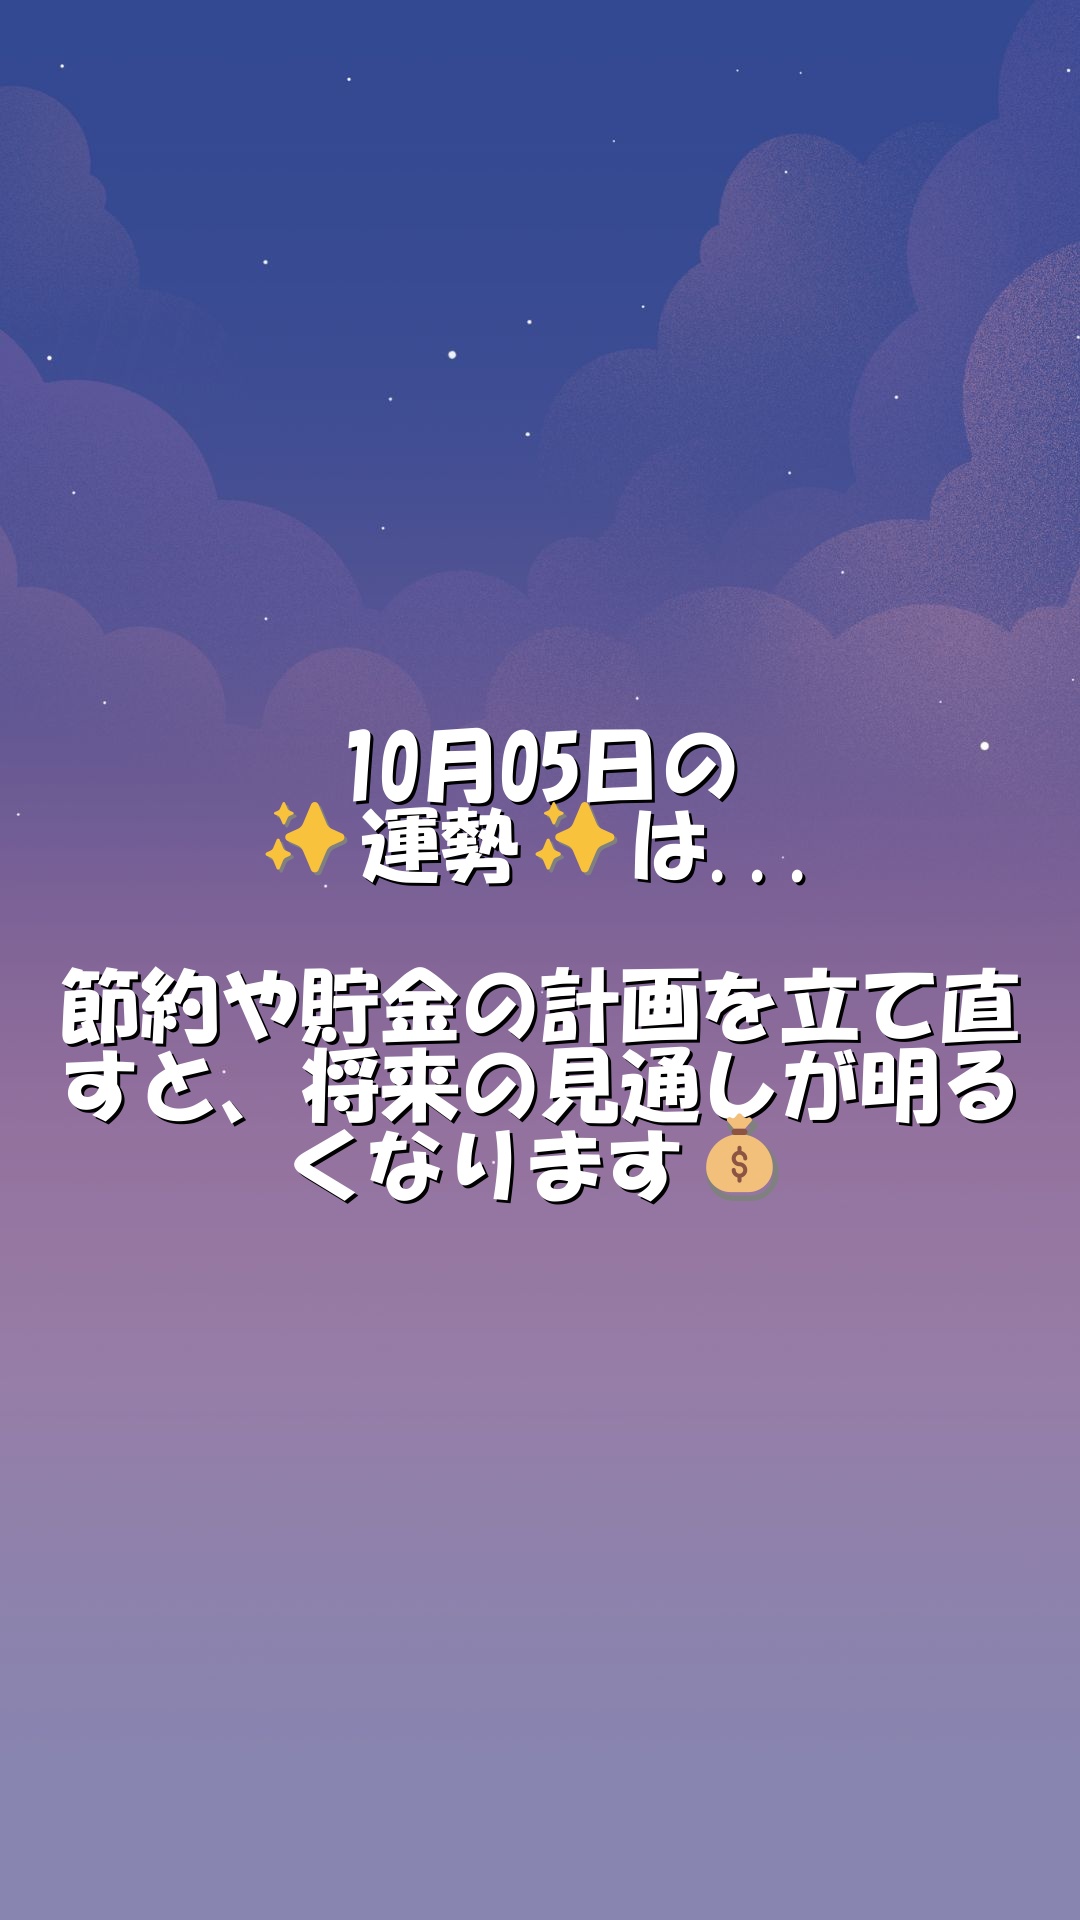 10月05日の
✨運勢✨は...
節約や貯金の計画を立て直
すと、将来の見通しが明る
くなります💰